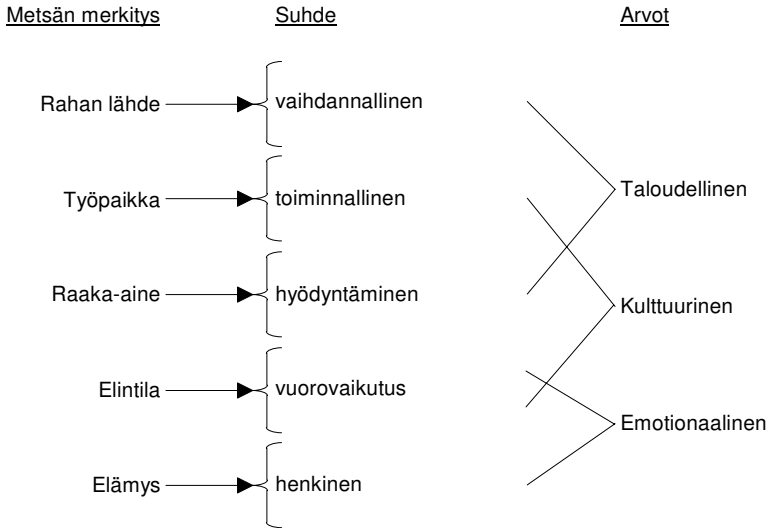 Metsän merkitys Suhde Arvot
Rahan lähde vaihdannallinen
Taloudellinen
Työpaikka toiminnallinen
Raaka-aine hyödyntäminen
Kulttuurinen
Elintila vuorovaikutus
Emotionaalinen
Elämys henkinen